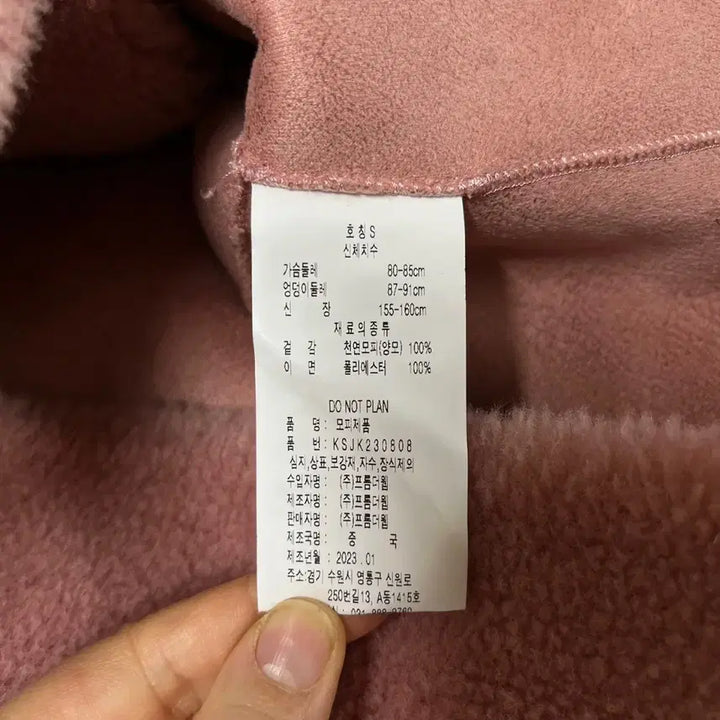 호칭 S
신체치수
가슴둘레 80-85cm
엉덩이둘레 87-91cm
신 장 155-160cm
재료의종류
겉 감 천연모피(양모) 100%
이 면 폴리에스터 100%
DO NOT PLAN
품 명 : 모피제품
품 번 : KSJK230808
심지,상표,보강재,자수,장식제외
수입자명 : (주)프롬더웜
제조자명 : (주)프롬더웜
판매자명 : (주)프롬더웜
제조국명 : 중 국
제조년월 : 2023.01
주소:경기 수원시 영통구 신원로
250번길13, A동1415호